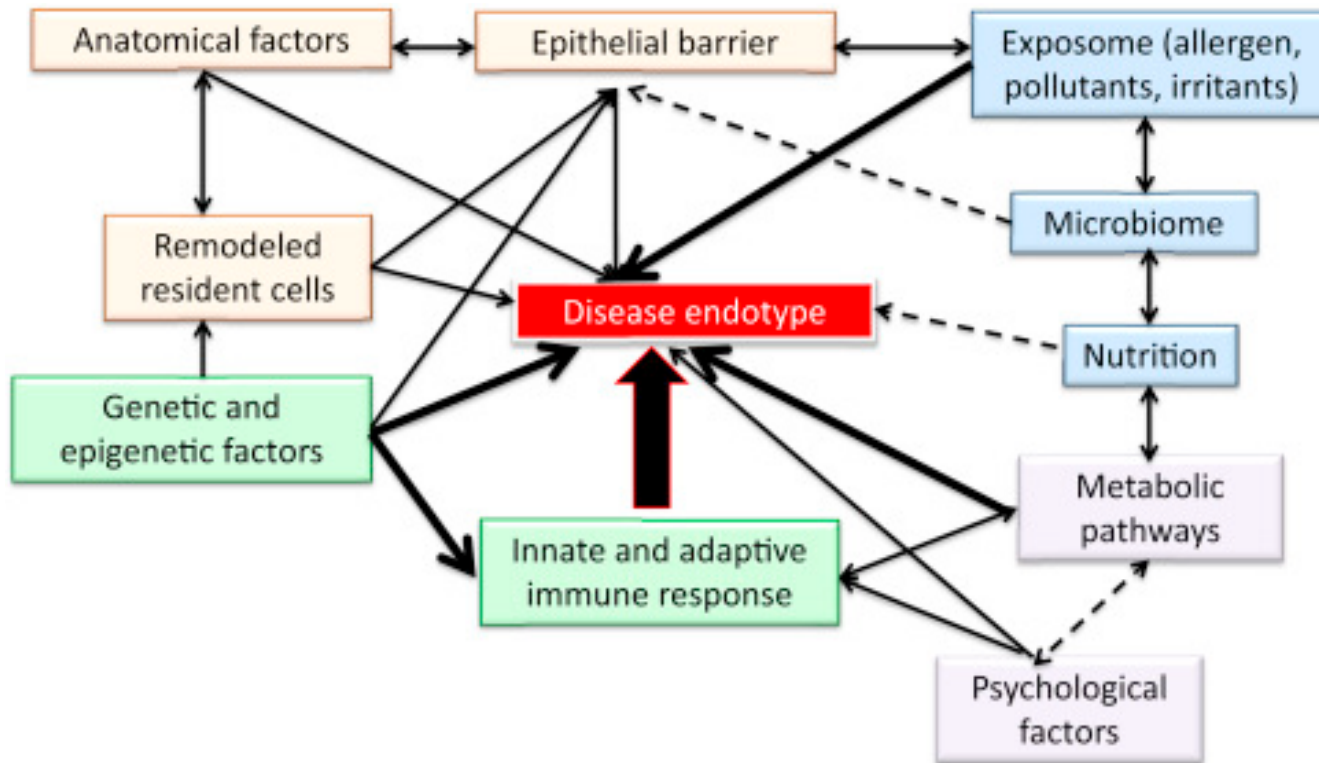 Anatomical factors
Epithelial barrier
Exposome (allergen,
pollutants, irritants)
Remodeled
resident cells
Microbiome
Disease endotype
Nutrition
Genetic and
epigenetic factors
Metabolic
pathways
Innate and adaptive
immune response
Psychological
factors